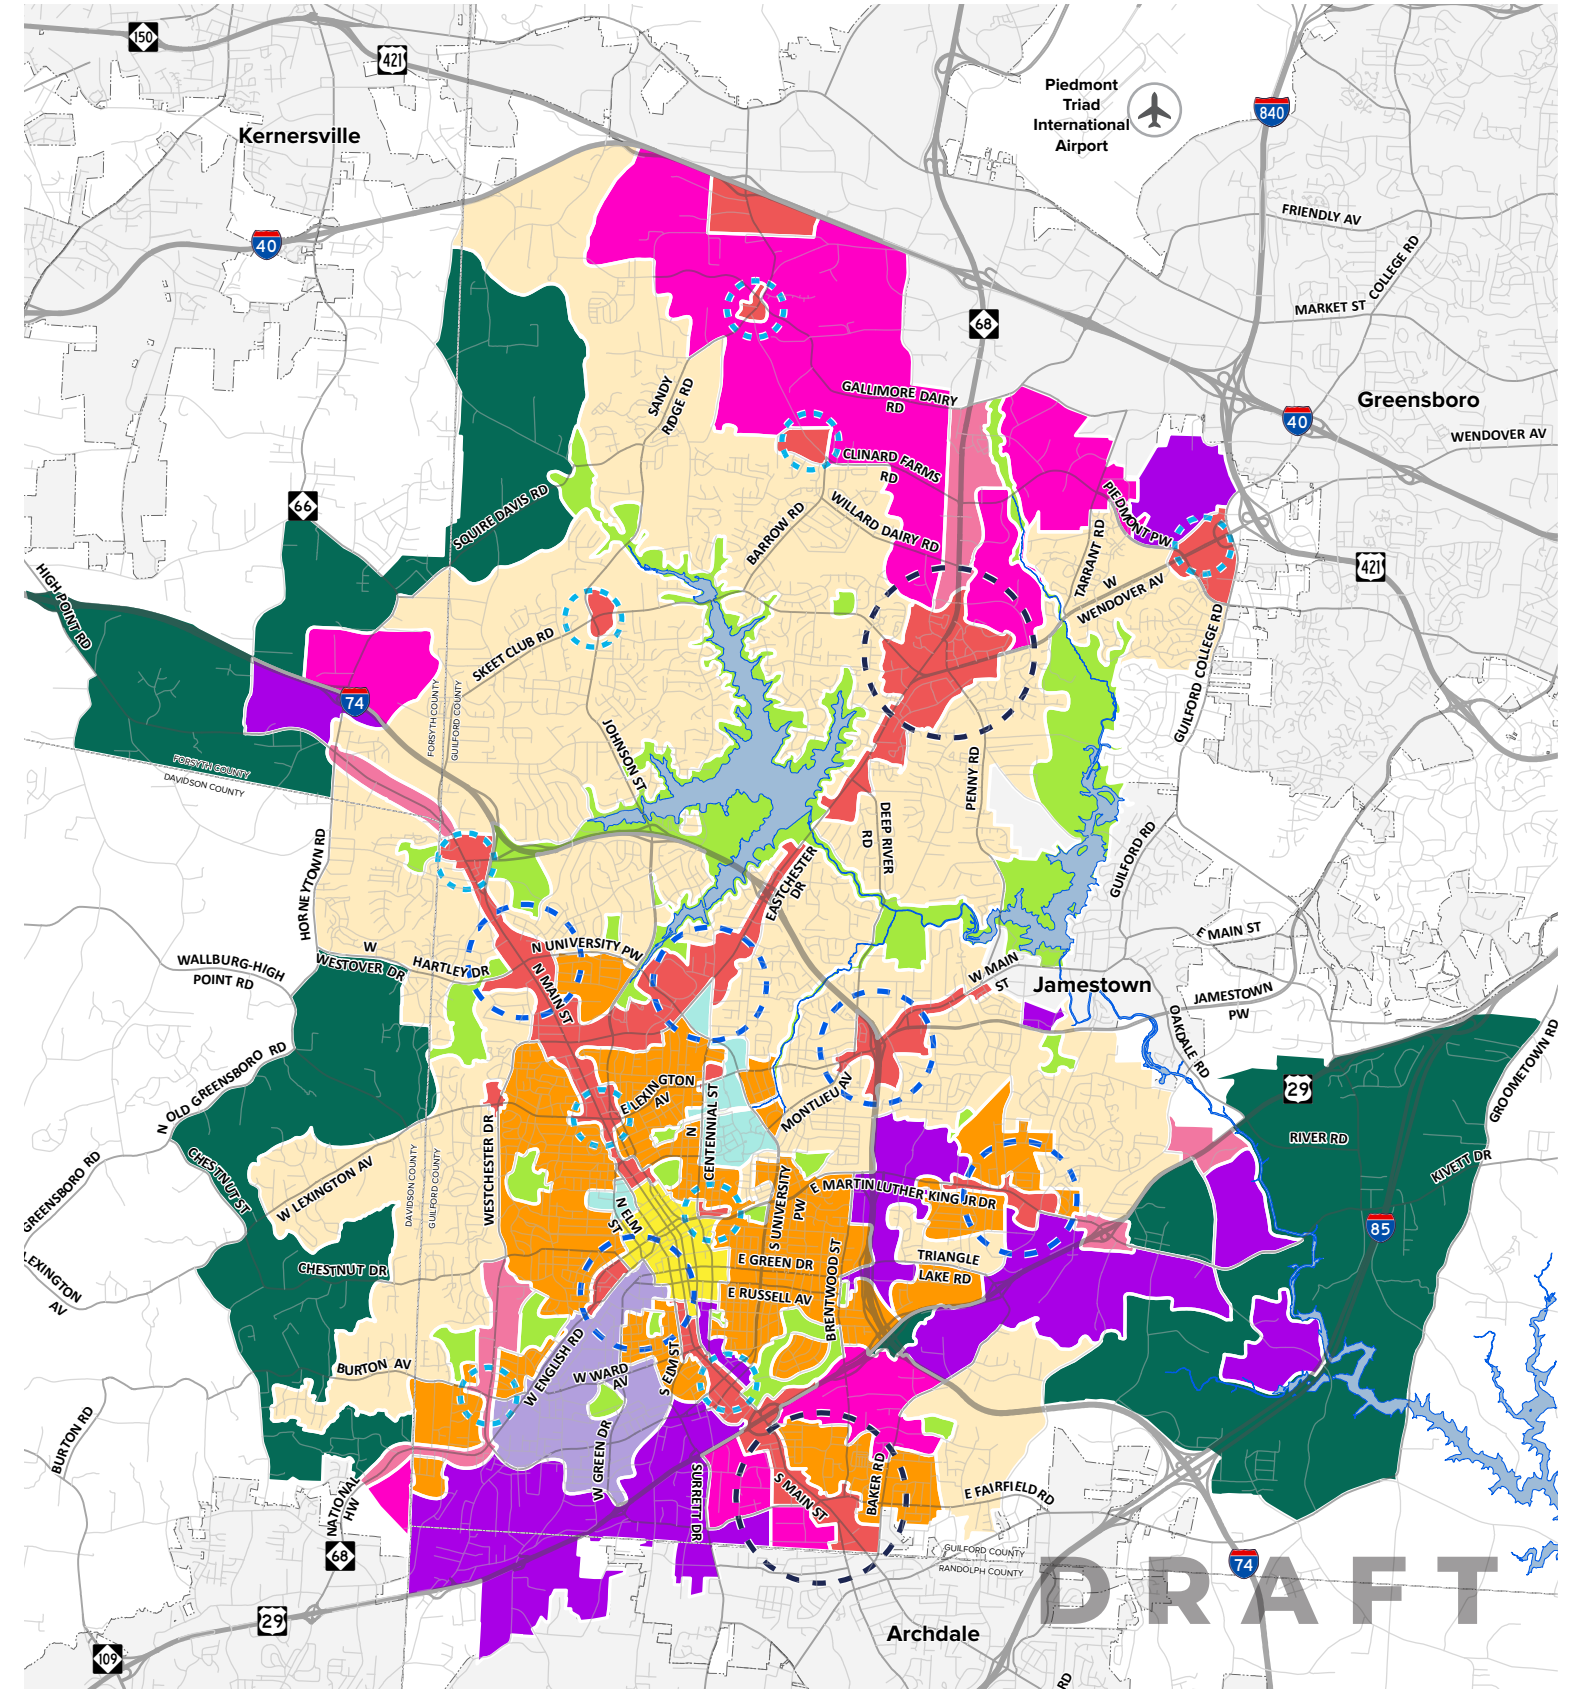 150
421
Piedmont
Triad
International
Airport
840
Kernersville
40
FRIENDLY AV
COLLEGE RD
MARKET ST
68
SANDY
RIDGE RD
GALLIMORE DAIRY
RD
Greensboro
40
WENDOVER AV
CLINARD FARMS
RD
66
SQUIRE DAVIS RD
BARROW RD
WILLARD DAIRY RD
PIEDMONT PW
TARRANT RD
W
WENDOVER AV
421
HIGH POINT RD
SKEET CLUB RD
GUILFORD COLLEGE RD
74
FORSYTH COUNTY
GUILFORD COUNTY
JOHNSON ST
FORSYTH COUNTY
DAVIDSON COUNTY
PENNY RD
DEEP RIVER
RD
HORNEYTOWN RD
EASTCHESTER
DR
GUILFORD RD
W
WESTOVER DR
HARTLEY DR
N UNIVERSITY PW
N MAIN ST
E MAIN ST
WALLBURG-HIGH
POINT RD
W MAIN
ST
Jamestown
JAMESTOWN
PW
OAKDALE RD
N OLD GREENSBORO RD
E LEXINGTON
AV
MONTLIEU AV
29
GROOMETOWN RD
N
CENTENNIAL ST
WESTCHESTER DR
RIVER RD
KIVETT DR
GREENSBORO RD
CHESTNUT ST
W LEXINGTON AV
DAVIDSON COUNTY
GUILFORD COUNTY
N ELM
ST
S UNIVERSITY
PW
E MARTIN LUTHER KING JR DR
85
LEXINGTON
AV
CHESTNUT DR
E GREEN DR
TRIANGLE
LAKE RD
E RUSSELL AV
BRENTWOOD ST
BURTON AV
W ENGLISH RD
W WARD
AV
S ELM ST
BURTON RD
W GREEN DR
SURRETT DR
S MAIN ST
BAKER RD
E FAIRFIELD RD
NATIONAL
HW
68
GUILFORD COUNTY
RANDOLPH COUNTY
74
DRAFT
29
Archdale
109
RD